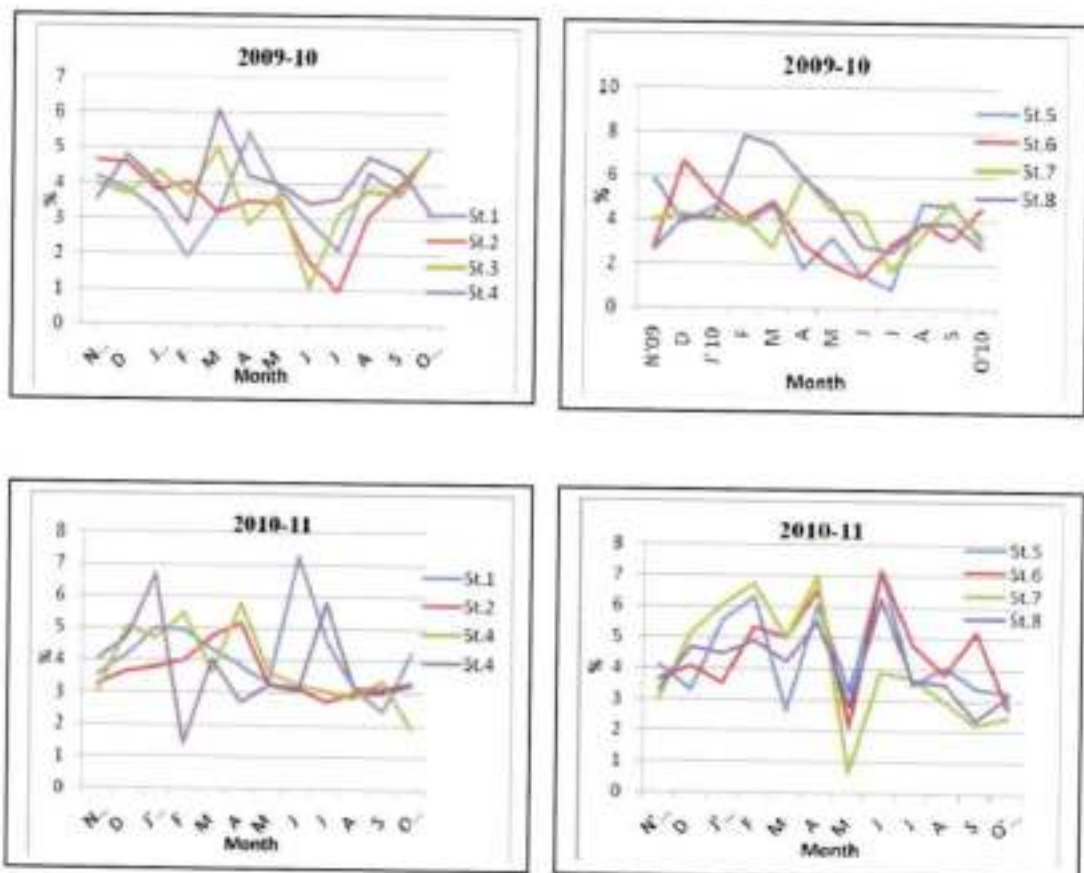 2009-10
7
6
5
4
3
2
1
0
%
St.1
St.2
St.3
St.4
N... D J... F M A M J J A S O...
Month
2009-10
10
8
6
4
2
0
%
St.5
St.6
St.7
St.8
N'09 D J'10 F M A M J J A S O'10
Month
2010-11
8
7
6
5
4
3
2
1
0
%
St.1
St.2
St.4
St.4
N... D J... F M A M J J A S O...
Month
2010-11
8
7
6
5
4
3
2
1
0
%
St.5
St.6
St.7
St.8
N'... D J'... F M A M J J A S O'...
Month